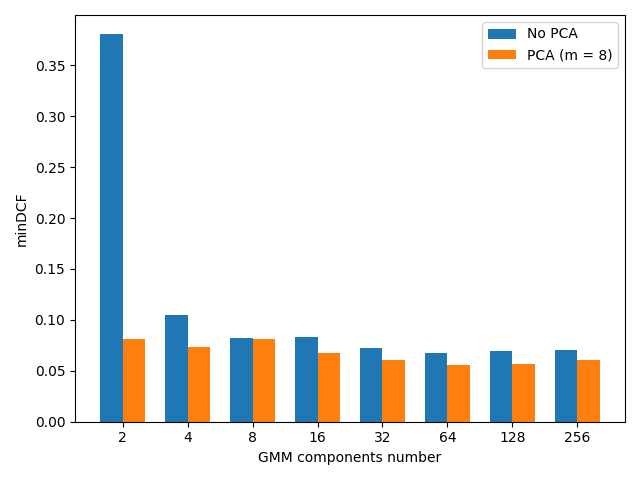 No PCA
PCA (m = 8)
minDCF
0.35
0.30
0.25
0.20
0.15
0.10
0.05
0.00
2 4 8 16 32 64 128 256
GMM components number